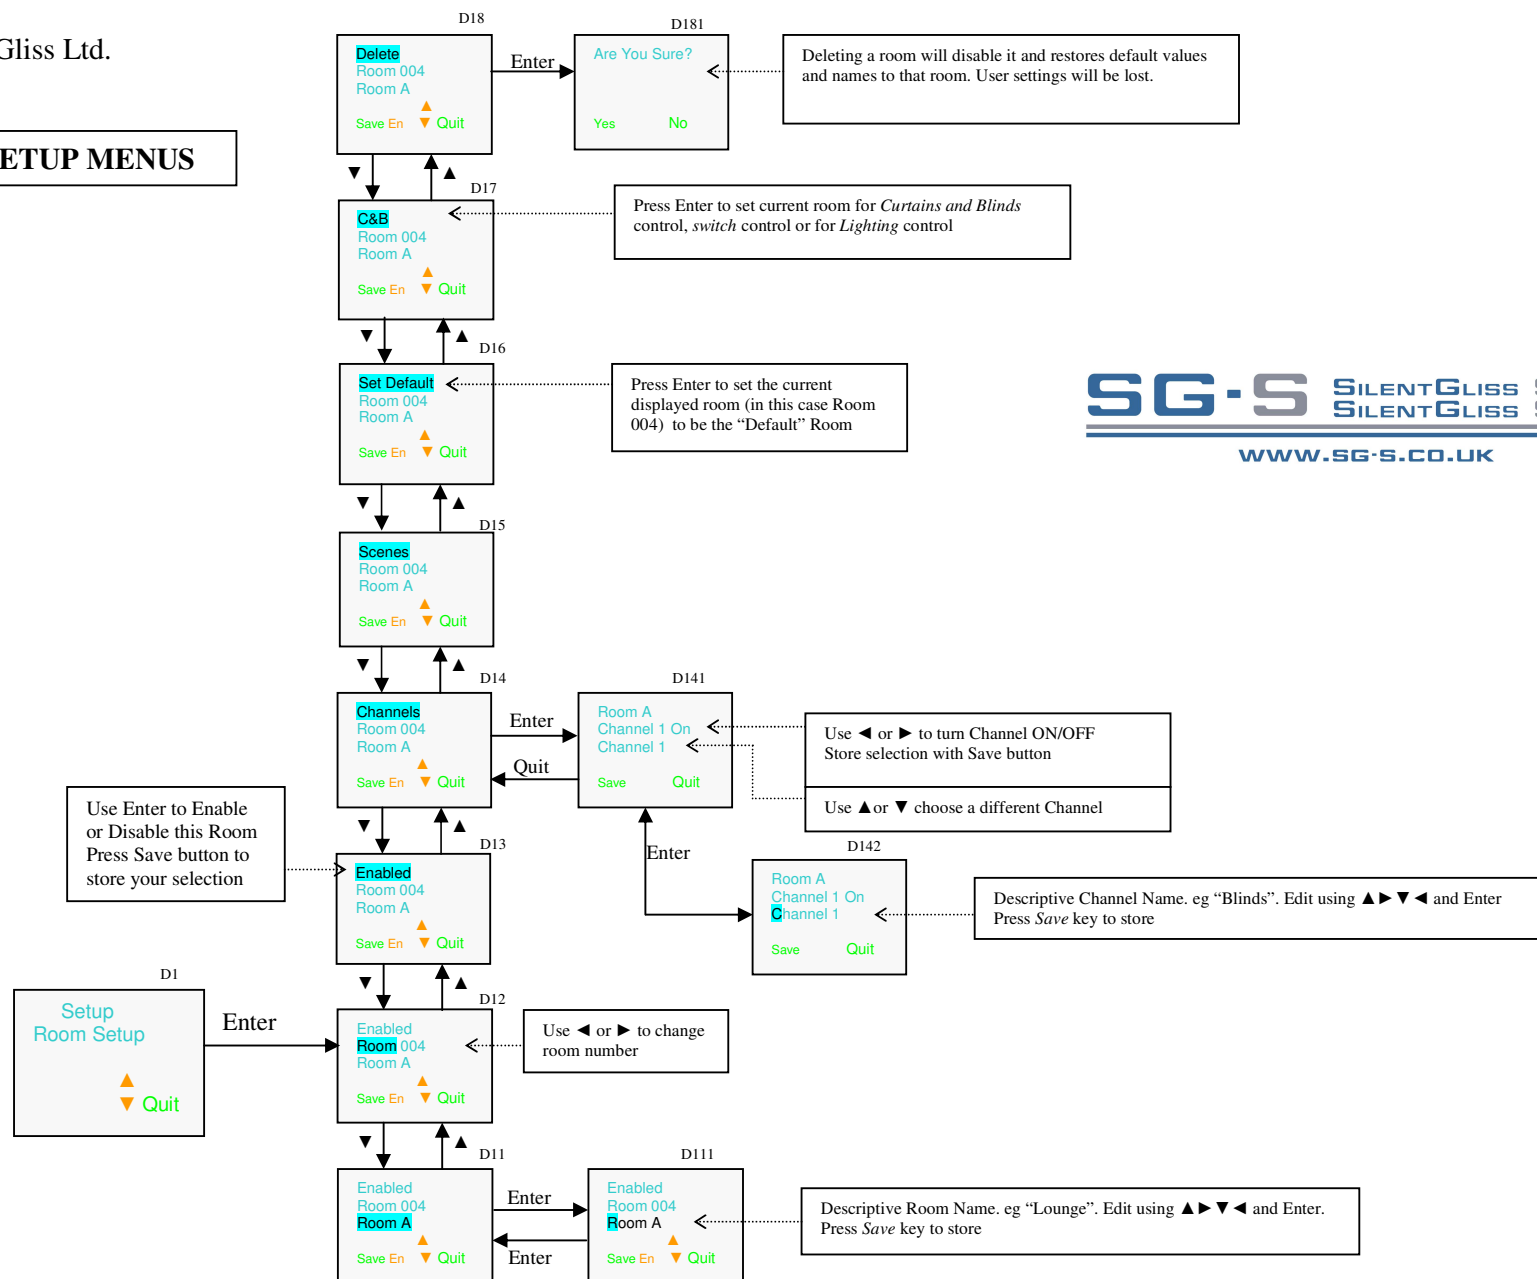 Gliss Ltd.
ETUP MENUS
D18
Delete
Room 004
Room A
▲
Save En ▼ Quit
Enter
D181
Are You Sure?
Yes No
Deleting a room will disable it and restores default values
and names to that room. User settings will be lost.
▼ ▲
D17
C&B
Room 004
Room A
▲
Save En ▼ Quit
Press Enter to set current room for Curtains and Blinds
control, switch control or for Lighting control
▼ ▲
D16
Set Default
Room 004
Room A
▲
Save En ▼ Quit
Press Enter to set the current
displayed room (in this case Room
004) to be the “Default” Room
SG-S
SILENTGLISS S
SILENTGLISS S
WWW.SG-S.CO.UK
▼ ▲
D15
Scenes
Room 004
Room A
▲
Save En ▼ Quit
▼ ▲
D14
Channels
Room 004
Room A
▲
Save En ▼ Quit
Enter
Quit
D141
Room A
Channel 1 On
Channel 1
Save Quit
Use ◄ or ► to turn Channel ON/OFF
Store selection with Save button
Use ▲or ▼ choose a different Channel
Use Enter to Enable
or Disable this Room
Press Save button to
store your selection
▼ ▲
D13
Enabled
Room 004
Room A
▲
Save En ▼ Quit
Enter
D142
Room A
Channel 1 On
Channel 1
Save Quit
Descriptive Channel Name. eg “Blinds”. Edit using ▲►▼◄ and Enter
Press Save key to store
D1
Setup
Room Setup
▲
▼ Quit
Enter
▼ ▲
D12
Enabled
Room 004
Room A
▲
Save En ▼ Quit
Use ◄ or ► to change
room number
▼ ▲
D11
Enabled
Room 004
Room A
▲
Save En ▼ Quit
Enter
Enter
D111
Enabled
Room 004
Room A
▲
Save En ▼ Quit
Descriptive Room Name. eg “Lounge”. Edit using ▲►▼◄ and Enter.
Press Save key to store